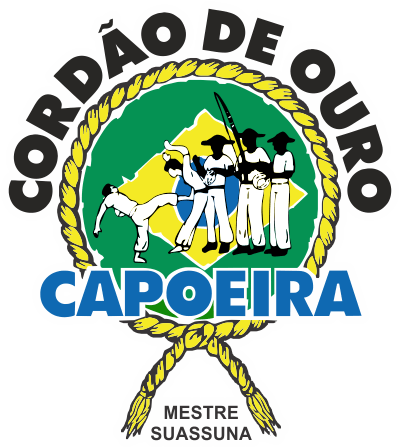 CORDÃO DE OURO
CAPOEIRA
MESTRE
SUASSUNA